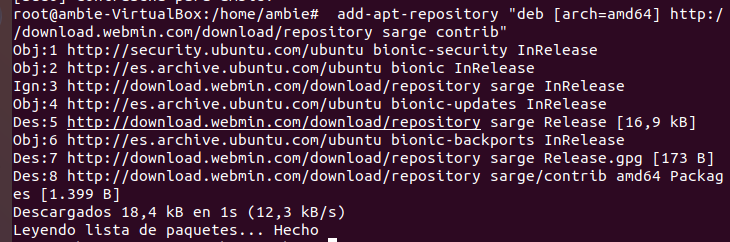 root@ambie-VirtualBox:/home/ambie#  add-apt-repository "deb [arch=amd64] http:/
/download.webmin.com/download/repository sarge contrib"
Obj:1 http://security.ubuntu.com/ubuntu bionic-security InRelease
Obj:2 http://es.archive.ubuntu.com/ubuntu bionic InRelease
Ign:3 http://download.webmin.com/download/repository sarge InRelease
Obj:4 http://es.archive.ubuntu.com/ubuntu bionic-updates InRelease
Des:5 http://download.webmin.com/download/repository sarge Release [16,9 kB]
Obj:6 http://es.archive.ubuntu.com/ubuntu bionic-backports InRelease
Des:7 http://download.webmin.com/download/repository sarge Release.gpg [173 B]
Des:8 http://download.webmin.com/download/repository sarge/contrib amd64 Packag
es [1.399 B]
Descargados 18,4 kB en 1s (12,3 kB/s)
Leyendo lista de paquetes... Hecho